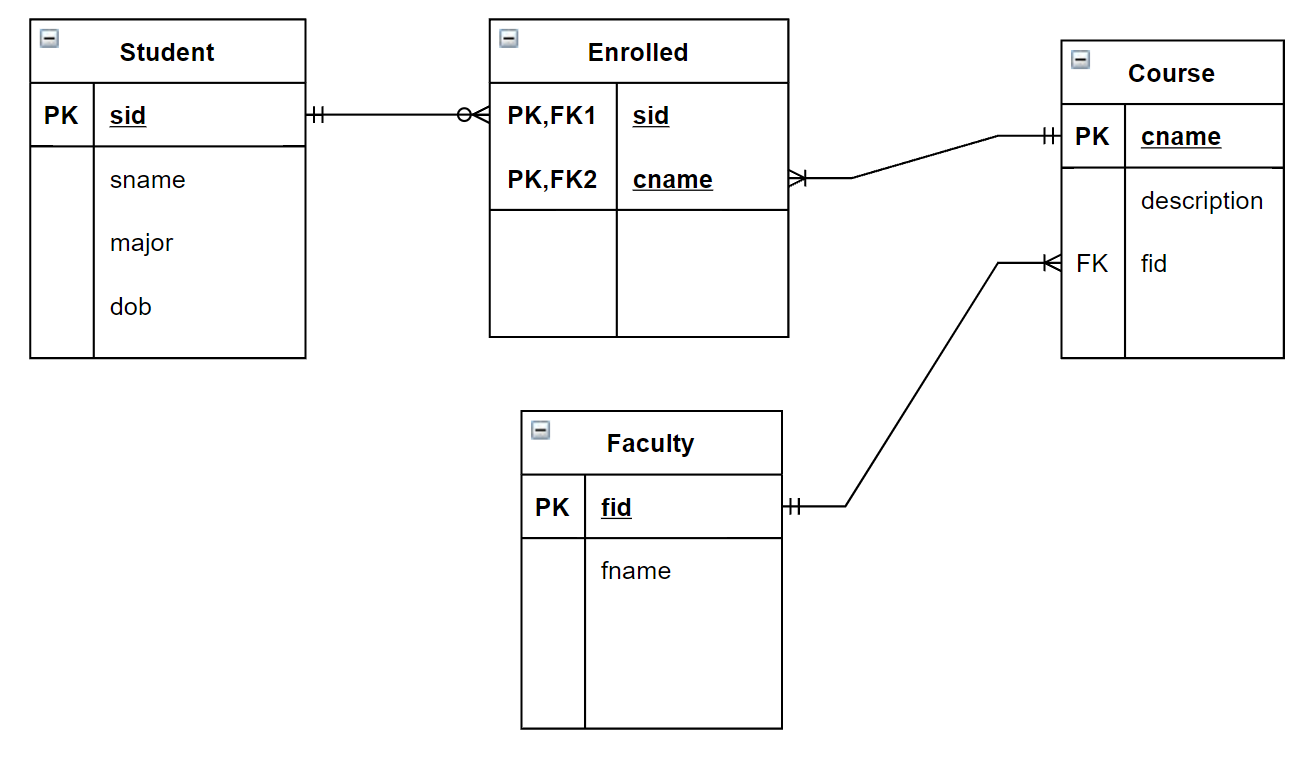 Student
PK sid
sname
major
dob
Enrolled
PK,FK1 sid
PK,FK2 cname
Course
PK cname
description
FK fid
Faculty
PK fid
fname